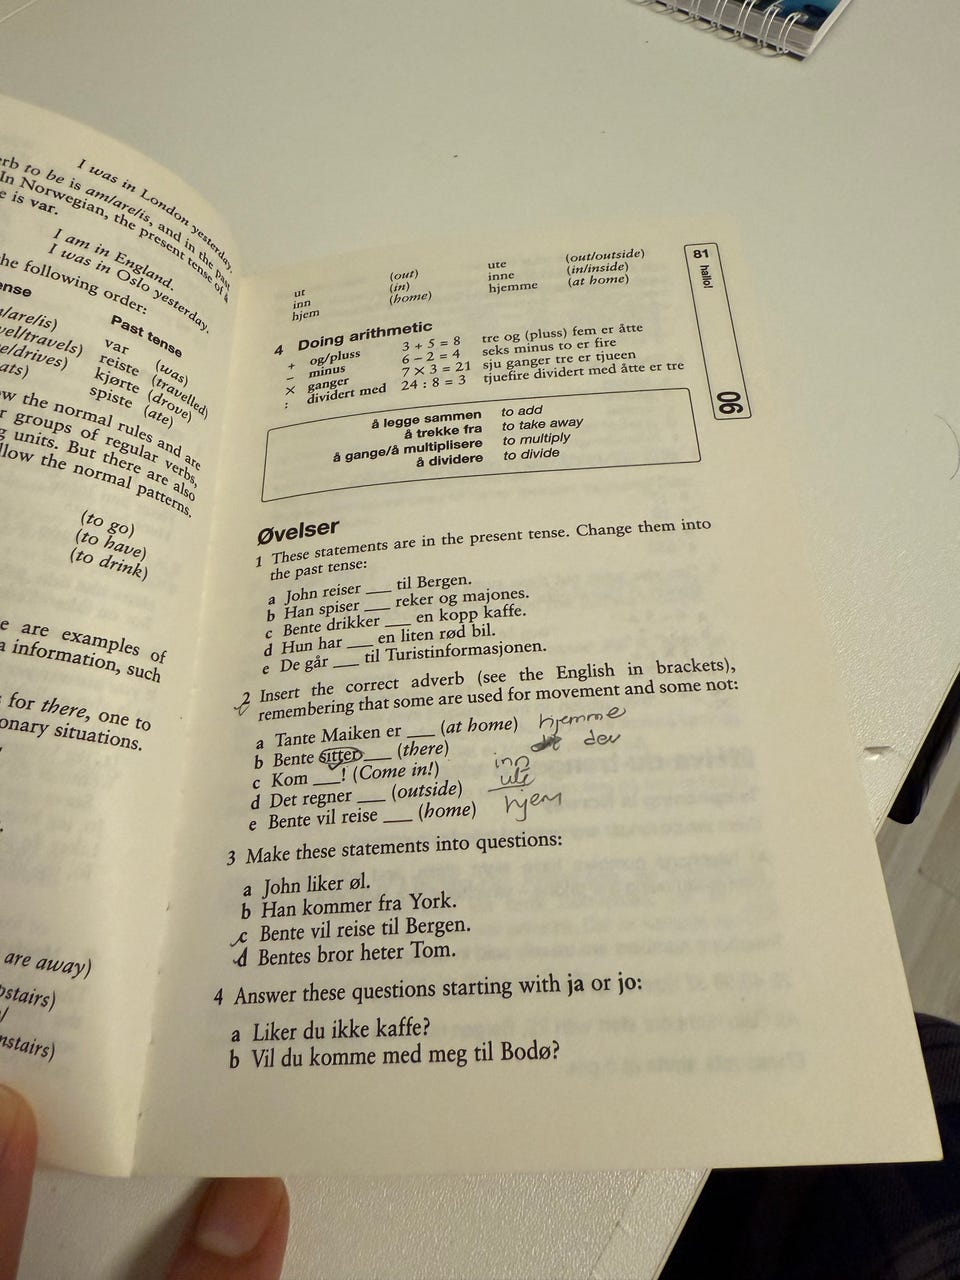 I was in London yesterday.
rb to be is am/are/is, and in the past
In Norwegian, the present tense of å
e is var.
I am in England.
I was in Oslo yesterday.
he following order:
ense
Past tense
/are/is)
var (was)
vel/travels)
reiste (travelled)
e/drives)
kjørte (drove)
ats)
spiste (ate)
w the normal rules and are
r groups of regular verbs,
g units. But there are also
llow the normal patterns.
(to go)
(to have)
(to drink)
e are examples of
a information, such
s for there, one to
onary situations.
are away)
pstairs)
nstairs)
81 hallo! 06
ut (out) ute (out/outside)
inn (in) inne (in/inside)
hjem (home) hjemme (at home)
4 Doing arithmetic
+ og/pluss 3 + 5 = 8 tre og (pluss) fem er åtte
– minus 6 – 2 = 4 seks minus to er fire
× ganger 7 × 3 = 21 sju ganger tre er tjueen
: dividert med 24 : 8 = 3 tjuefire dividert med åtte er tre
å legge sammen to add
å trekke fra to take away
å gange/å multiplisere to multiply
å dividere to divide
Øvelser
1 These statements are in the present tense. Change them into
the past tense:
a John reiser ___ til Bergen.
b Han spiser ___ reker og majones.
c Bente drikker ___ en kopp kaffe.
d Hun har ___ en liten rød bil.
e De går ___ til Turistinformasjonen.
2 Insert the correct adverb (see the English in brackets),
remembering that some are used for movement and some not:
a Tante Maiken er ___ (at home) hjemme
b Bente sitter ___ (there) der
c Kom ___! (Come in!) inn
d Det regner ___ (outside) ute
e Bente vil reise ___ (home) hjem
3 Make these statements into questions:
a John liker øl.
b Han kommer fra York.
c Bente vil reise til Bergen.
d Bentes bror heter Tom.
4 Answer these questions starting with ja or jo:
a Liker du ikke kaffe?
b Vil du komme med meg til Bodø?